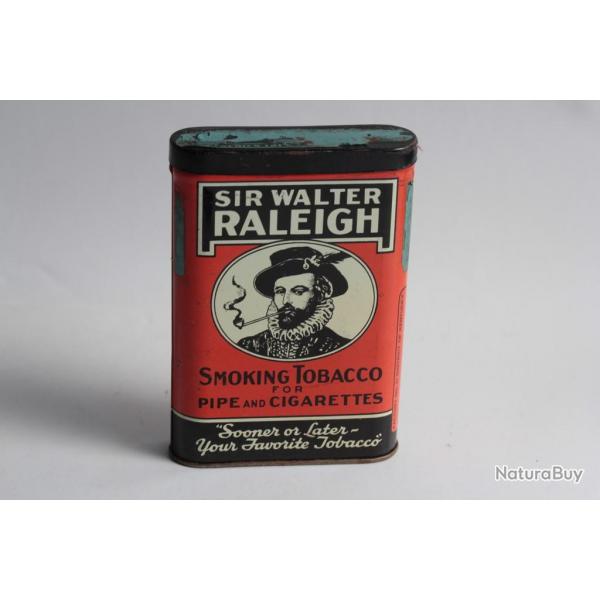 SIR WALTER
RALEIGH
SMOKING TOBACCO
FOR
PIPE AND CIGARETTES
"Sooner or Later~
Your Favorite Tobacco"
NaturaBuy